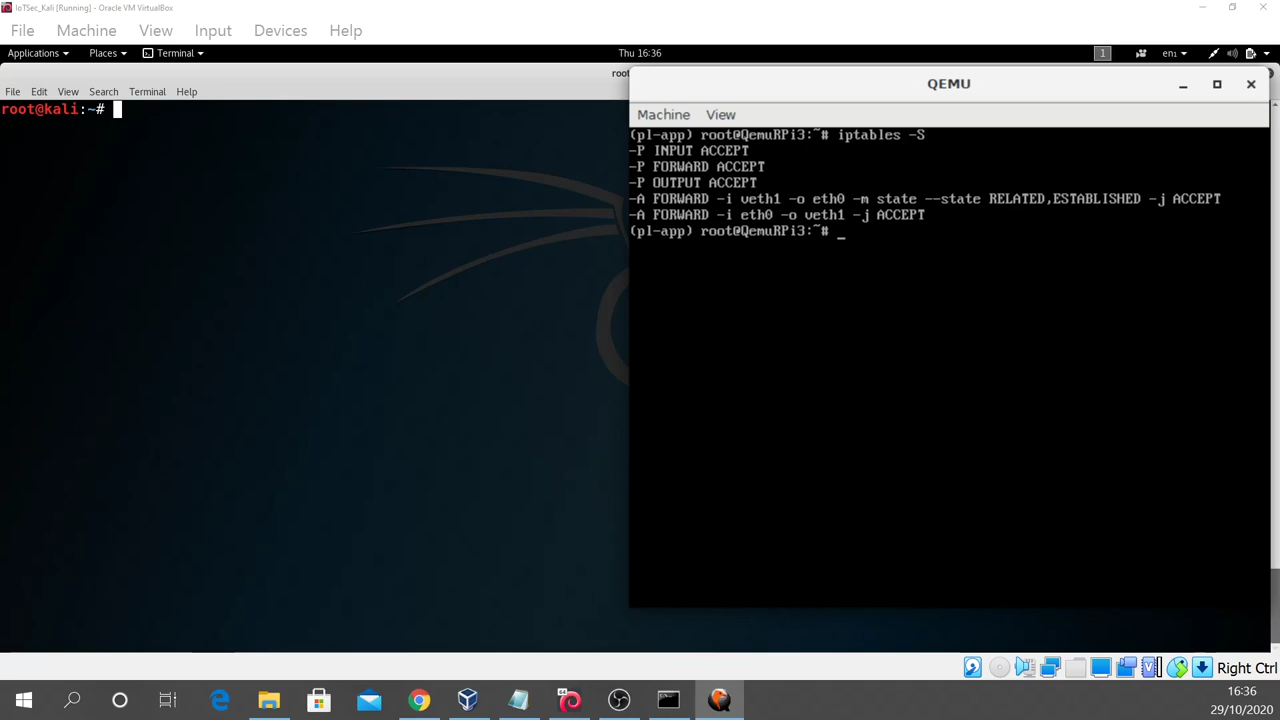 IoTSec_Kali [Running] - Oracle VM VirtualBox
File Machine View Input Devices Help
Applications Places Terminal Thu 16:36 1 en1
File Edit View Search Terminal Help
root@kali:~#
QEMU
Machine View
(pl-app) root@QemuRPi3:~# iptables -S
-P INPUT ACCEPT
-P FORWARD ACCEPT
-P OUTPUT ACCEPT
-A FORWARD -i veth1 -o eth0 -m state --state RELATED,ESTABLISHED -j ACCEPT
-A FORWARD -i eth0 -o veth1 -j ACCEPT
(pl-app) root@QemuRPi3:~# _
Right Ctrl
16:36
29/10/2020